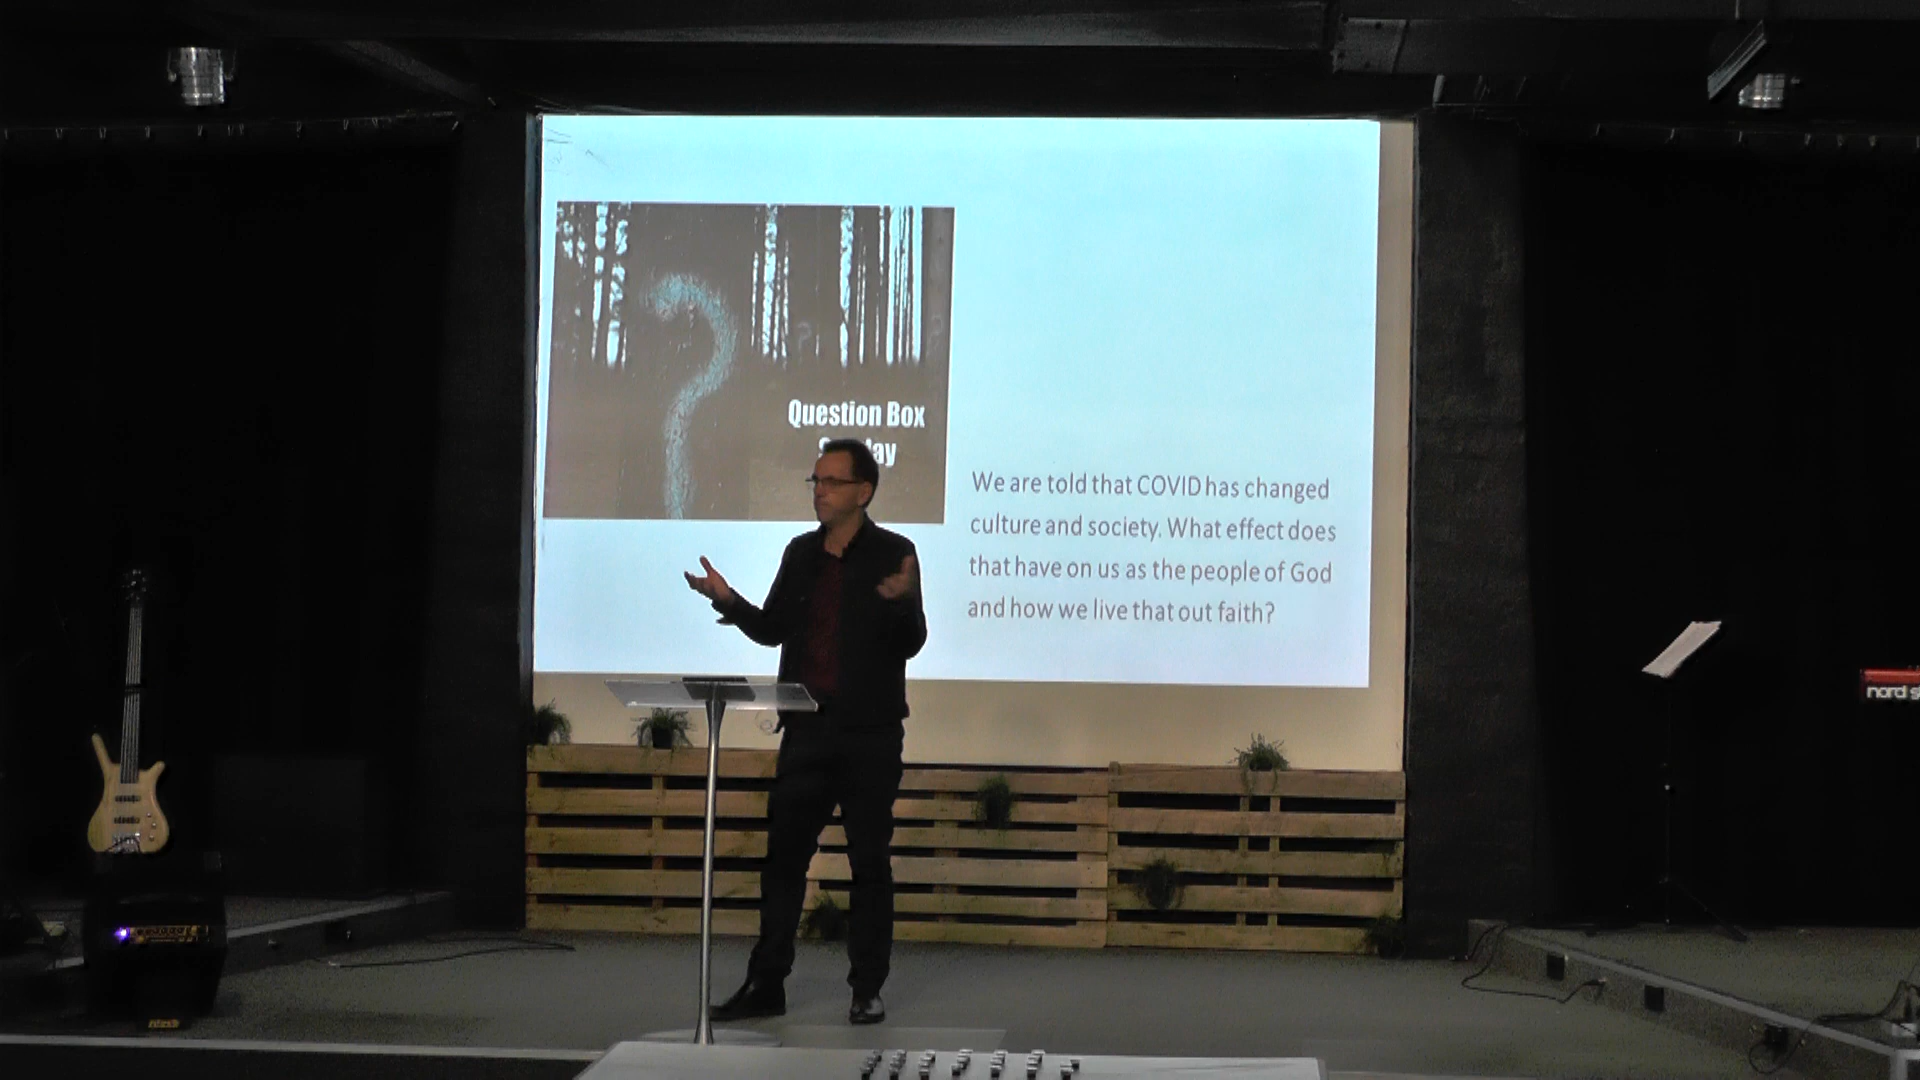 Question Box
We are told that COVID has changed
culture and society. What effect does
that have on us as the people of God
and how we live that out faith?
nord